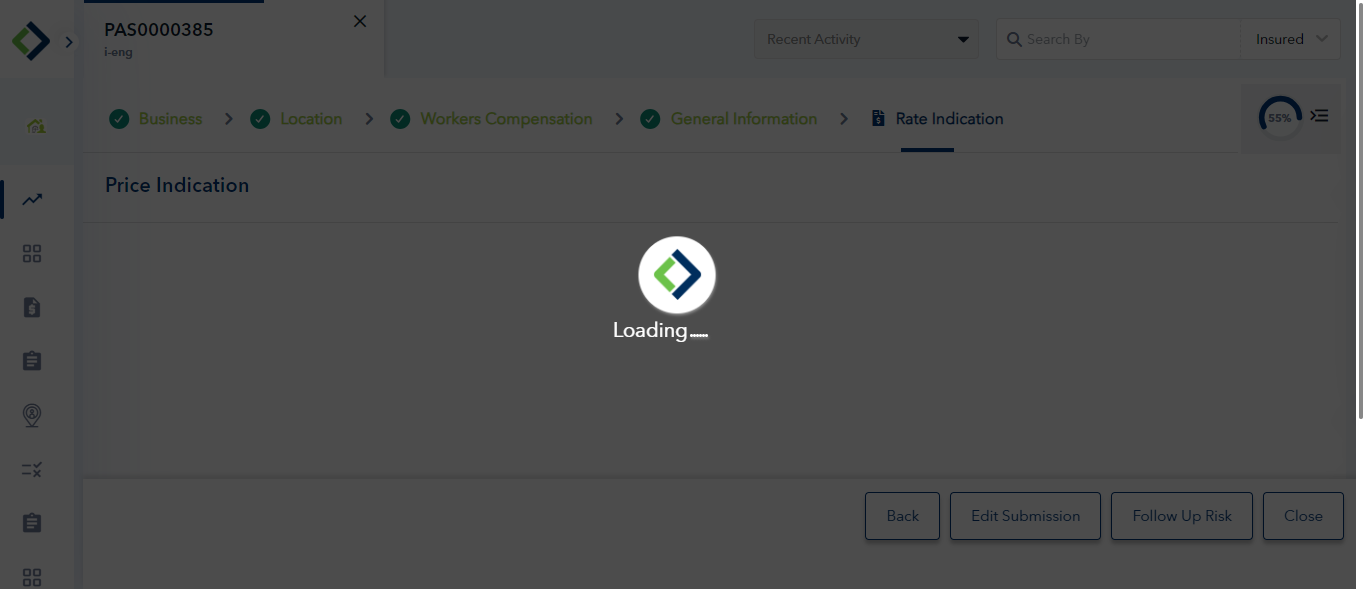 PAS0000385
i-eng
Recent Activity
Search By
Insured
Business
Location
Workers Compensation
General Information
Rate Indication
55%
Price Indication
Loading......
Back
Edit Submission
Follow Up Risk
Close